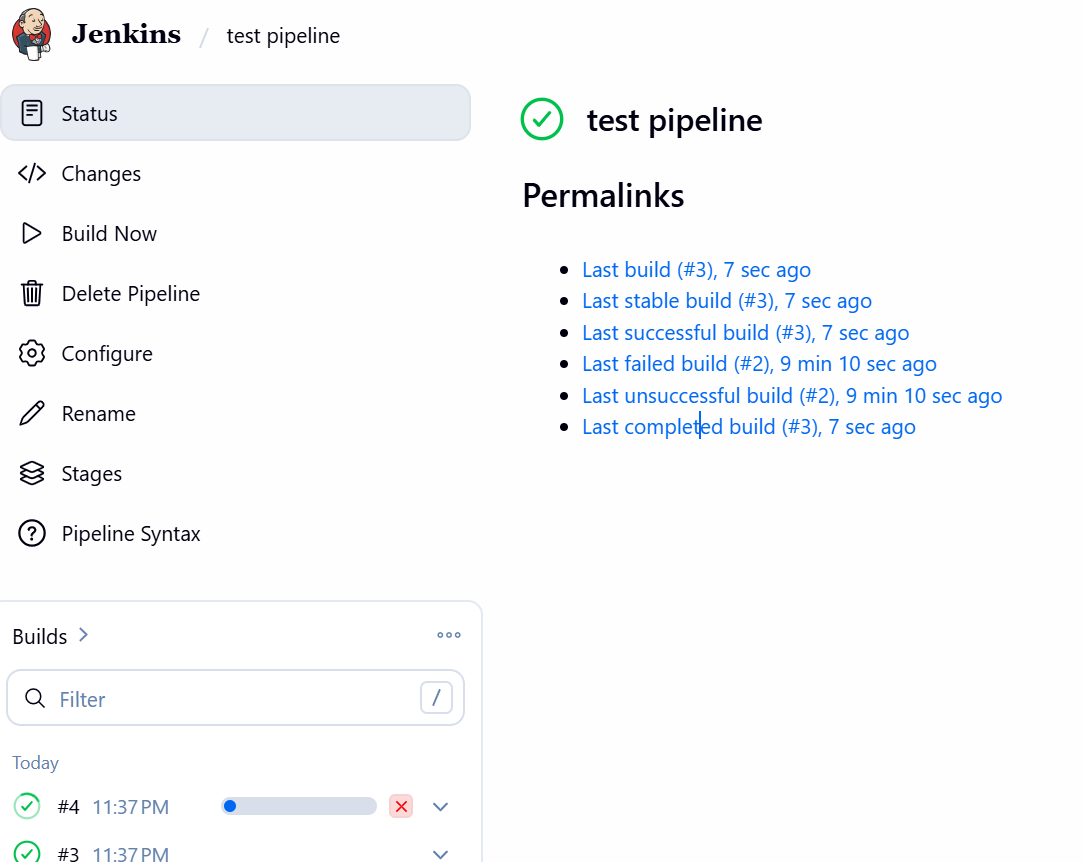 Jenkins / test pipeline
Status
Changes
Build Now
Delete Pipeline
Configure
Rename
Stages
Pipeline Syntax
Builds
Filter /
Today
#4 11:37 PM
#3 11:37 PM
test pipeline
Permalinks
Last build (#3), 7 sec ago
Last stable build (#3), 7 sec ago
Last successful build (#3), 7 sec ago
Last failed build (#2), 9 min 10 sec ago
Last unsuccessful build (#2), 9 min 10 sec ago
Last completed build (#3), 7 sec ago